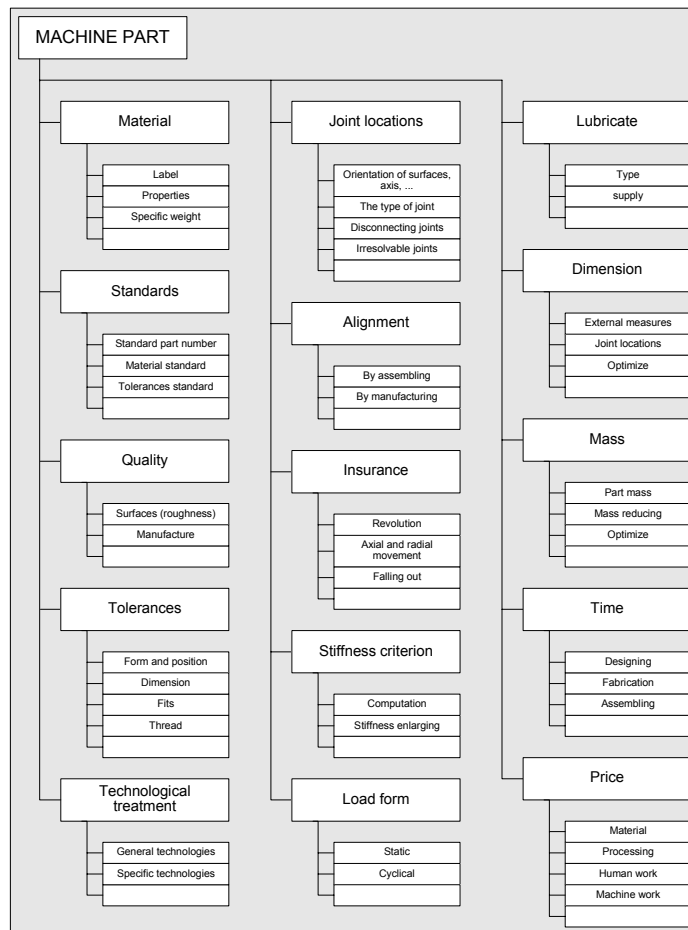 MACHINE PART
Material
Label
Properties
Specific weight
Standards
Standard part number
Material standard
Tolerances standard
Quality
Surfaces (roughness)
Manufacture
Tolerances
Form and position
Dimension
Fits
Thread
Technological
treatment
General technologies
Specific technologies
Joint locations
Orientation of surfaces,
axis, ...
The type of joint
Disconnecting joints
Irresolvable joints
Alignment
By assembling
By manufacturing
Insurance
Revolution
Axial and radial
movement
Falling out
Stiffness criterion
Computation
Stiffness enlarging
Load form
Static
Cyclical
Lubricate
Type
supply
Dimension
External measures
Joint locations
Optimize
Mass
Part mass
Mass reducing
Optimize
Time
Designing
Fabrication
Assembling
Price
Material
Processing
Human work
Machine work